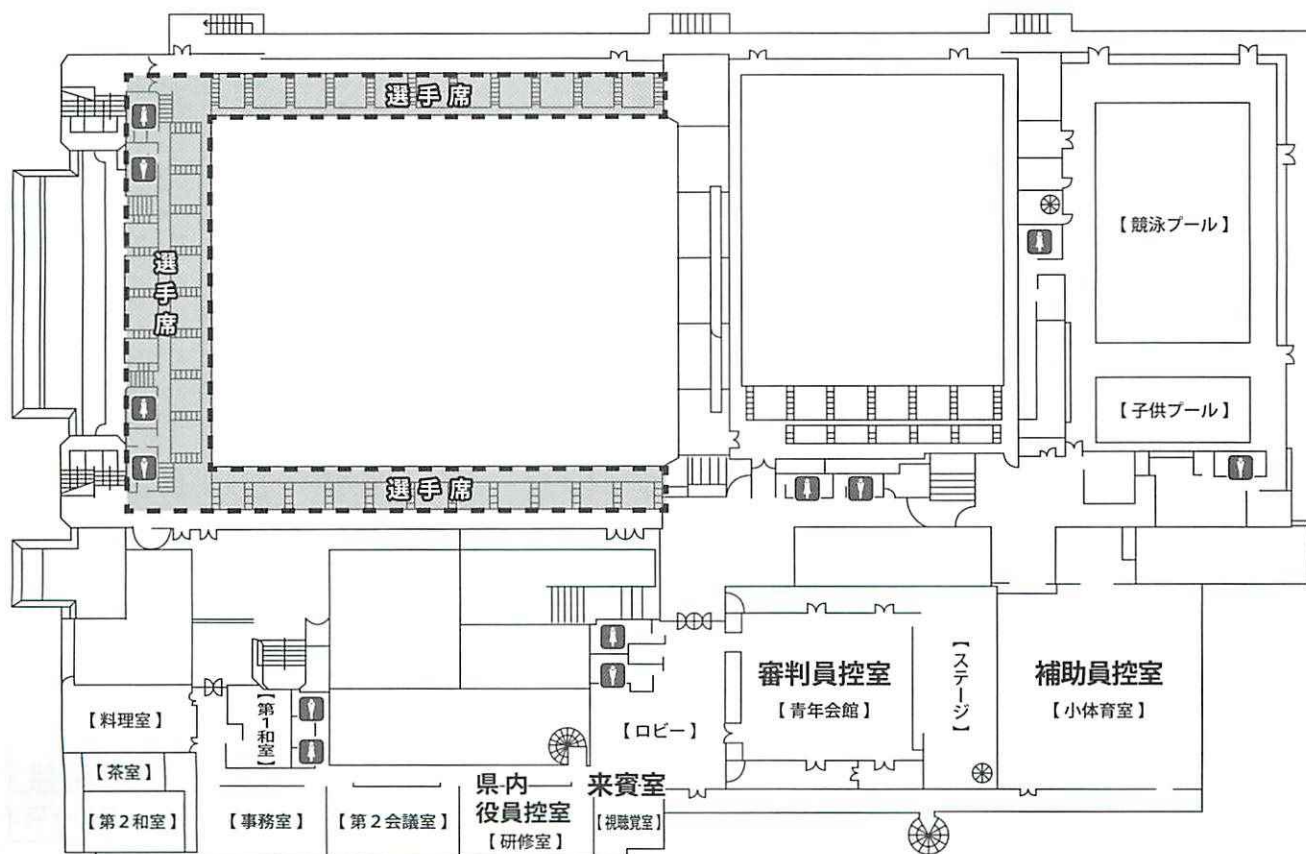 選手席
選手席
選手席
【競泳プール】
【子供プール】
審判員控室
【青年会館】
【ステージ】
補助員控室
【小体育室】
【料理室】
【第1和室】
【ロビー】
【茶室】
県内
役員控室
【研修室】
来賓室
【視聴覚室】
【第2和室】
【事務室】
【第2会議室】